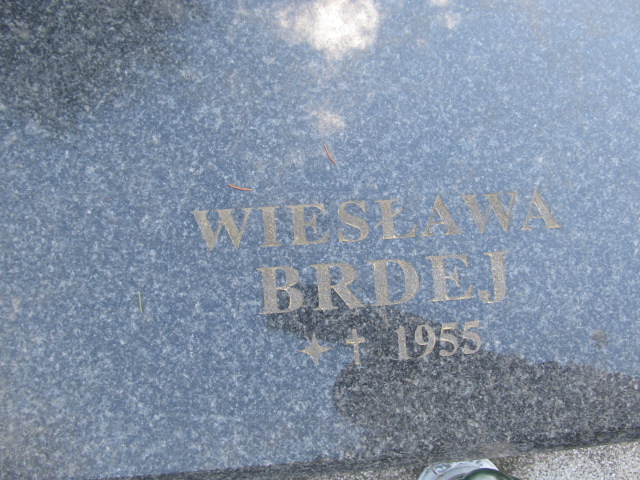 WIESŁAWA
BRDEJ
✦ † 1955